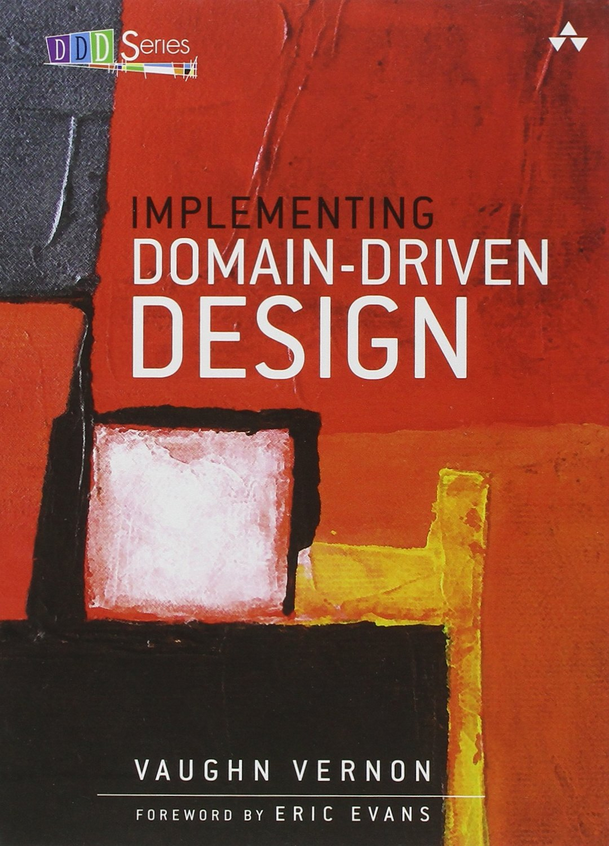 DDD Series
IMPLEMENTING
DOMAIN-DRIVEN
DESIGN
VAUGHN VERNON
FOREWORD BY ERIC EVANS